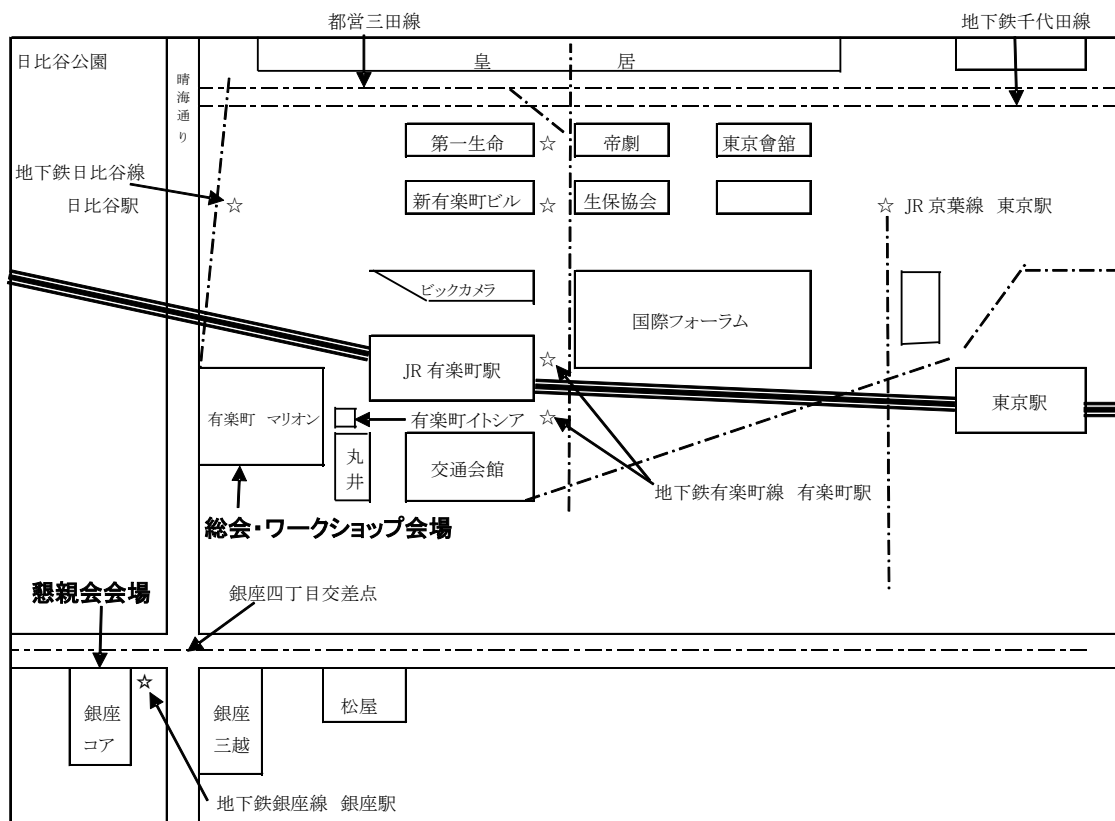 都営三田線
地下鉄千代田線
日比谷公園
皇 居
晴海通り
第一生命
帝劇
東京會舘
地下鉄日比谷線
日比谷駅
☆
新有楽町ビル
☆
☆
生保協会
☆ JR 京葉線 東京駅
ビックカメラ
国際フォーラム
JR 有楽町駅
☆
東京駅
有楽町 マリオン
有楽町イトシア
☆
丸井
交通会館
地下鉄有楽町線 有楽町駅
総会・ワークショップ会場
懇親会会場
銀座四丁目交差点
☆
銀座
コア
銀座
三越
松屋
地下鉄銀座線 銀座駅